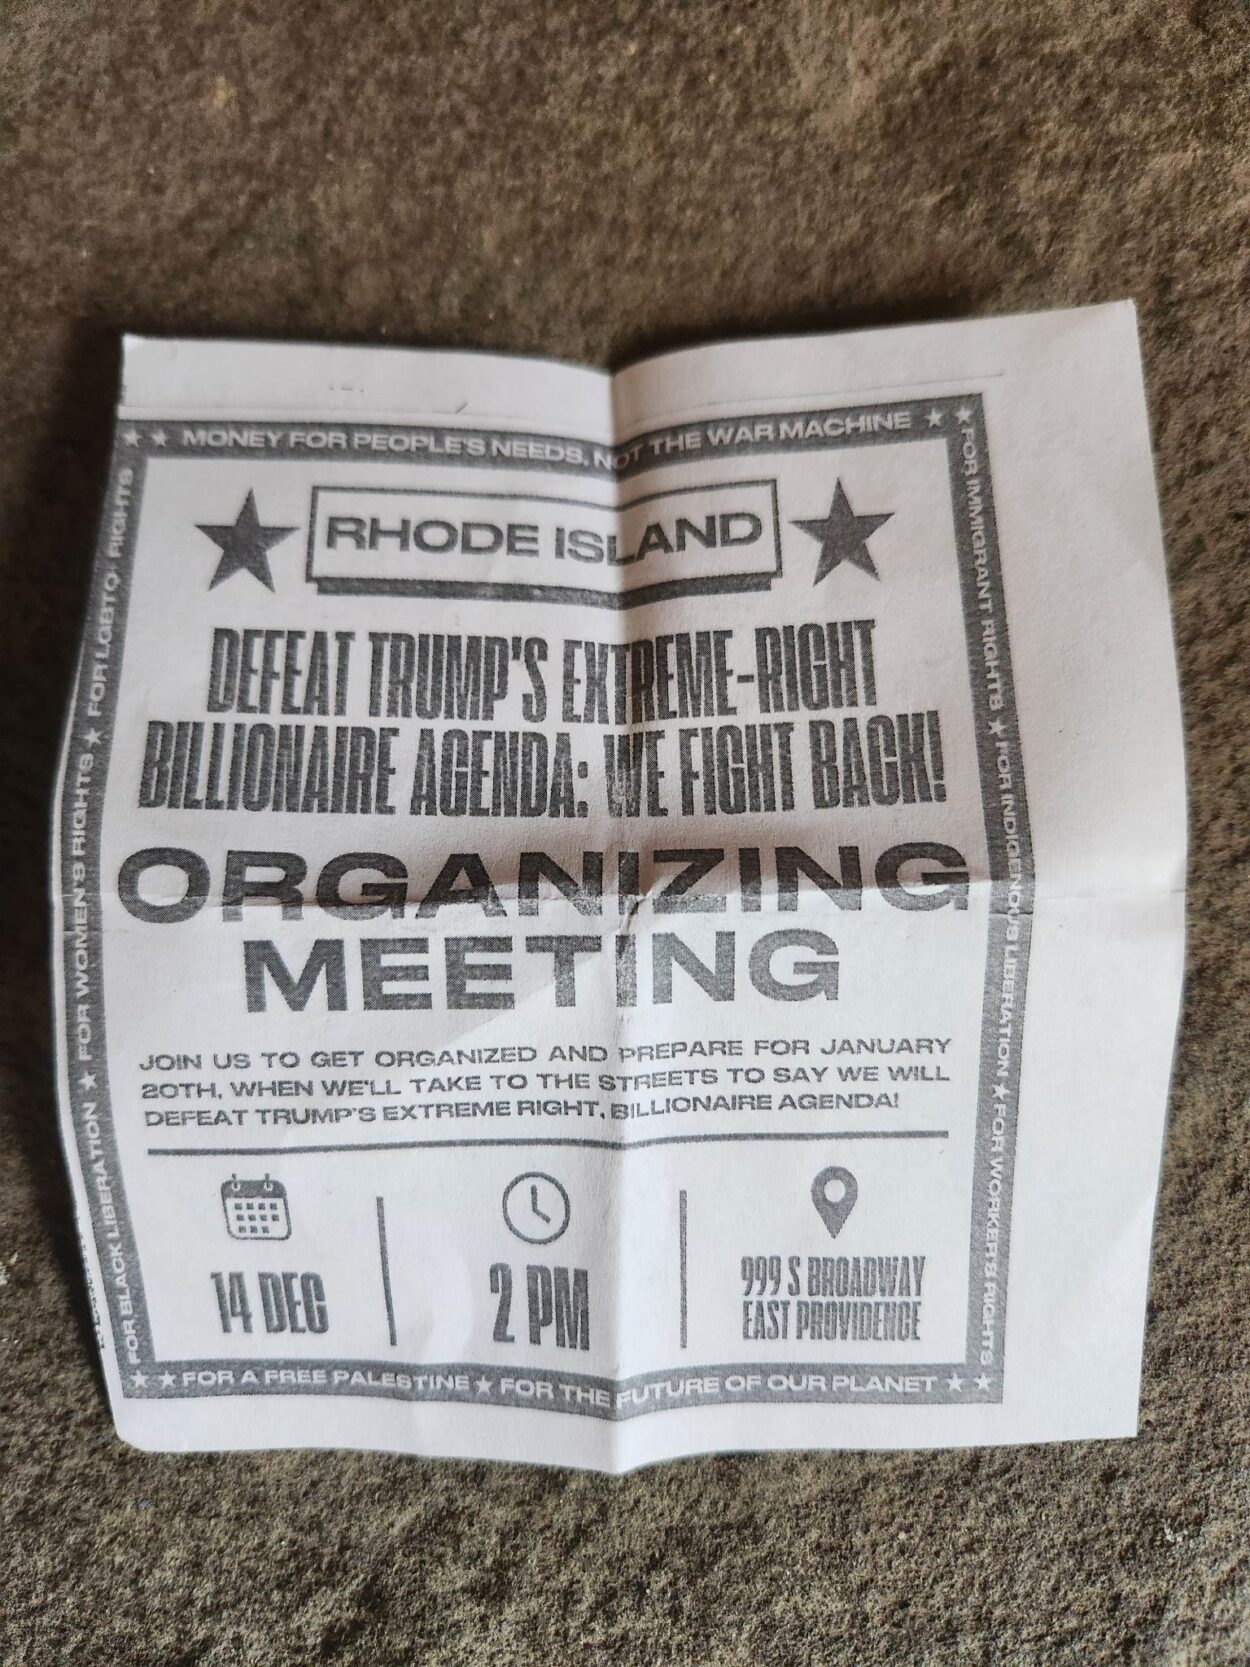 ★ ★ MONEY FOR PEOPLE'S NEEDS, NOT THE WAR MACHINE ★ ★
RHODE ISLAND
DEFEAT TRUMP'S EXTREME-RIGHT
BILLIONAIRE AGENDA: WE FIGHT BACK!
ORGANIZING
MEETING
JOIN US TO GET ORGANIZED AND PREPARE FOR JANUARY
20TH, WHEN WE'LL TAKE TO THE STREETS TO SAY WE WILL
DEFEAT TRUMP'S EXTREME RIGHT, BILLIONAIRE AGENDA!
14 DEC
2 PM
999 S BROADWAY
EAST PROVIDENCE
FOR BLACK LIBERATION ★ FOR WOMEN'S RIGHTS ★ FOR LGBTQ RIGHTS
FOR IMMIGRANT RIGHTS ★ FOR INDIGENOUS LIBERATION ★ FOR WORKERS RIGHTS
★ ★ FOR A FREE PALESTINE ★ FOR THE FUTURE OF OUR PLANET ★ ★